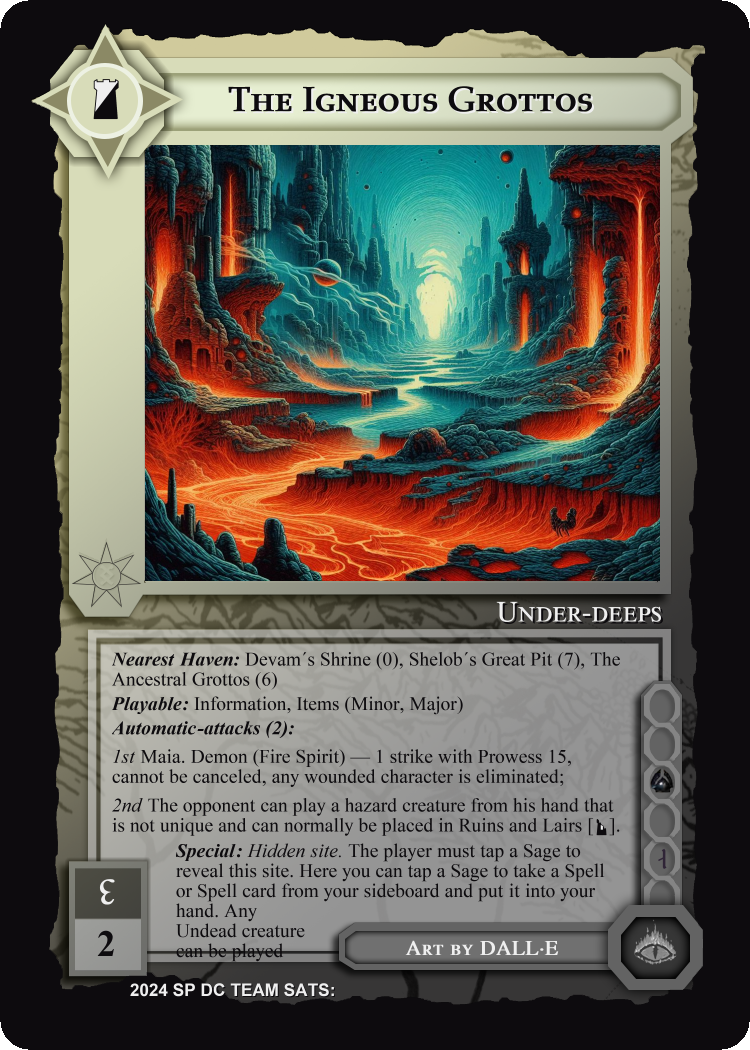 The Igneous Grottos
Under-deeps
Nearest Haven: Devam´s Shrine (0), Shelob´s Great Pit (7), The
Ancestral Grottos (6)
Playable: Information, Items (Minor, Major)
Automatic-attacks (2):
1st Maia. Demon (Fire Spirit) — 1 strike with Prowess 15,
cannot be canceled, any wounded character is eliminated;
2nd The opponent can play a hazard creature from his hand that
is not unique and can normally be placed in Ruins and Lairs [ ].
Special: Hidden site. The player must tap a Sage to
reveal this site. Here you can tap a Sage to take a Spell
or Spell card from your sideboard and put it into your
hand. Any
Undead creature
can be played
2
Art by DALL·E
2024 SP DC TEAM SATS: